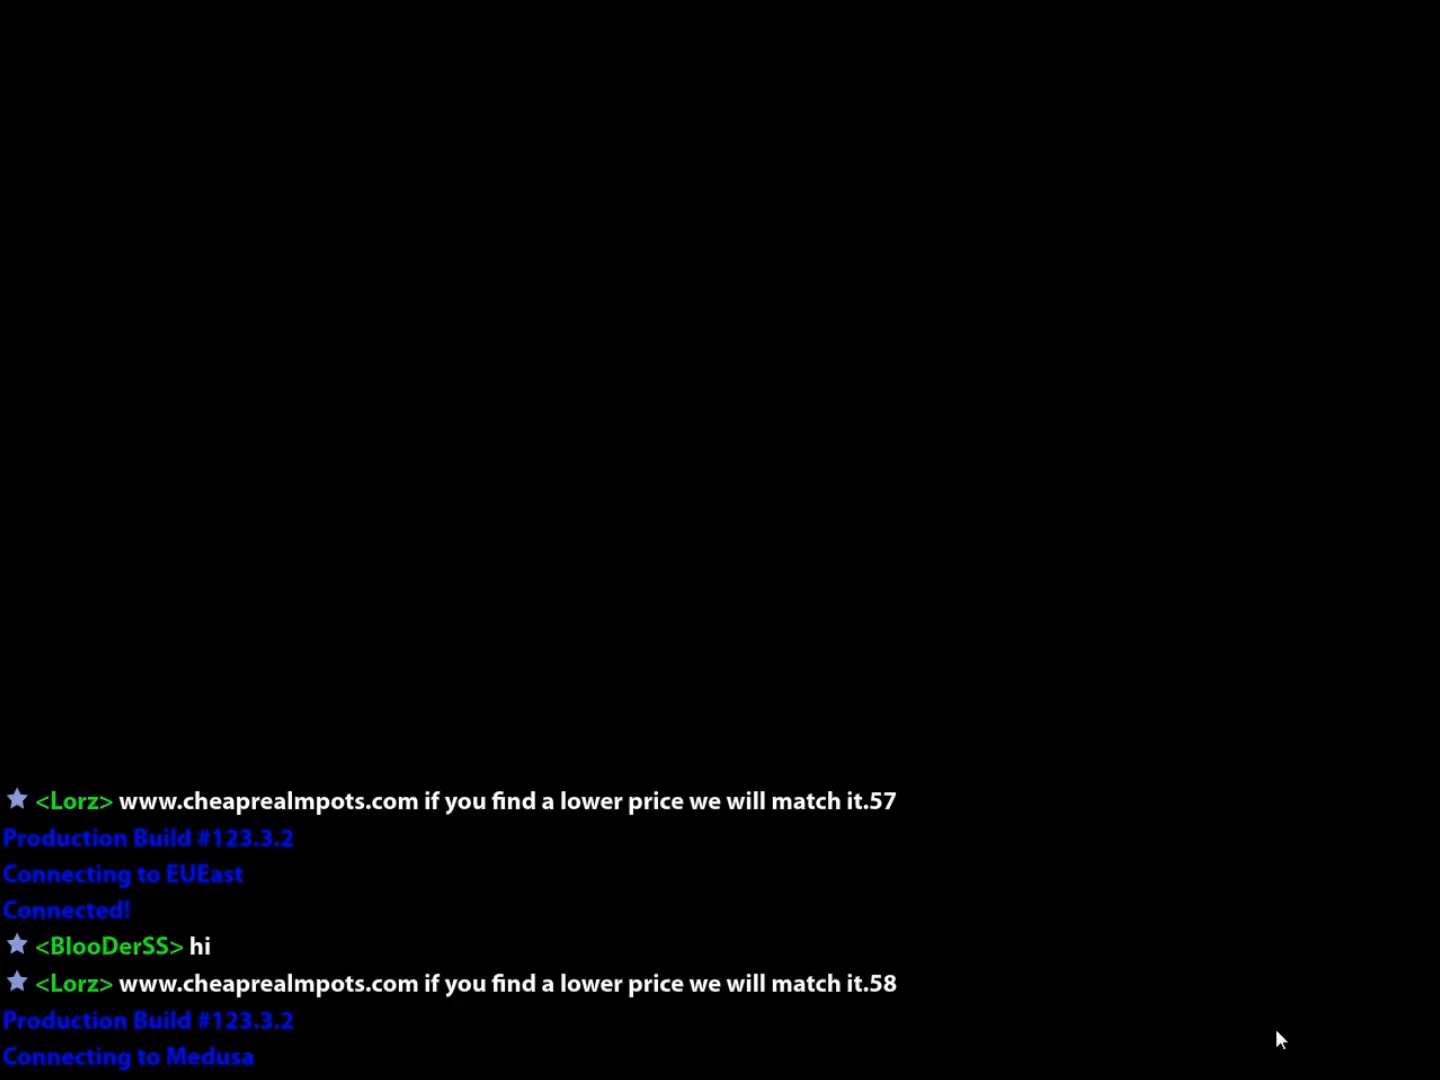 <Lorz> www.cheaprealmpots.com if you find a lower price we will match it.57
Production Build #123.3.2
Connecting to EUEast
Connected!
<BlooDerSS> hi
<Lorz> www.cheaprealmpots.com if you find a lower price we will match it.58
Production Build #123.3.2
Connecting to Medusa